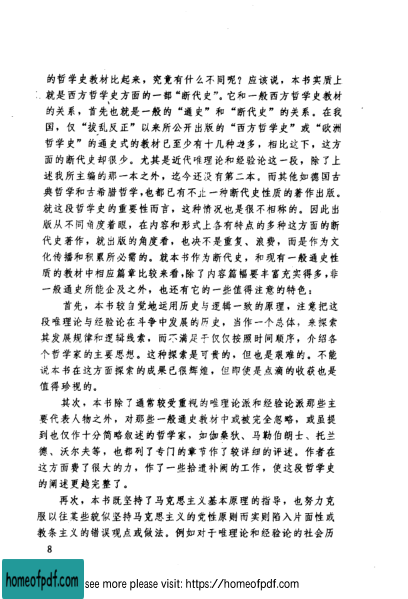 的哲学史教材比起来，究竟有什么不同呢？应该说，本书实质上
就是西方哲学史方面的一部“断代史”。它和一般西方哲学史教材
的关系，首先也就是一般的“通史”和“断代史”的关系。在我
国，仅“拔乱反正”以来所公开出版的“西方哲学史”或“欧洲
哲学史”的通史式的教材已至少有十几种之多，相比这下，这方
面的断代史却很少。尤其是近代唯理论和经验论这一段，除了上
述我所主编的那一本之外，迄今还没有第二本。而其他如德国古
典哲学和古希腊哲学，也都已有不止一种断代史性质的著作出版。
就这段哲学史的重要性而言，这种情况也是很不相称的。因此出
版从不同角度着眼，在内容和形式上各有特点的多种这方面的断
代史著作，就出版的角度看，也决不是重复、浪费，而是作为文
化传播和积累所必需的。就本书作为断代史，和现有一般通史性
质的教材中相应篇章比较来看，除了内容篇幅要丰富充实得多，非
一般通史所能企及之外，也还有它的一些值得注意的特色：
首先，本书较自觉地运用历史与逻辑一致的原理，注意把这
段唯理论与经验论在斗争中发展的历史，当作一个总体，来探索
其发展规律和逻辑线索，而不满足于仅仅按照时间顺序，介绍各
个哲学家的主要思想。这种探索是可贵的，但也是艰难的。不能
说本书在这方面探索的成果已很辉煌，但即使是点滴的收获也是
值得珍视的。
其次，本书除了通常较受重视的唯理论派和经验论派那些主
要代表人物之外，对那些一般通史教材中或被完全忽略，或虽提
到也仅作十分简略叙述的哲学家，如伽桑狄、马勒伯朗士、托兰
德、沃尔夫等，也都列了专门的章节作了较详细的评述。作者在
这方面费了很大的力，作了一些拾遗补阙的工作，使这段哲学史
的阐述更趋完整了。
再次，本书既坚持了马克思主义基本原理的指导，也努力克
服以往某些貌似坚持马克思主义的党性原则而实则陷入片面性或
教条主义的错误观点或做法。例如对于唯理论和经验论的社会历
8
homeofpdf.com
see more please visit: https://homeofpdf.com